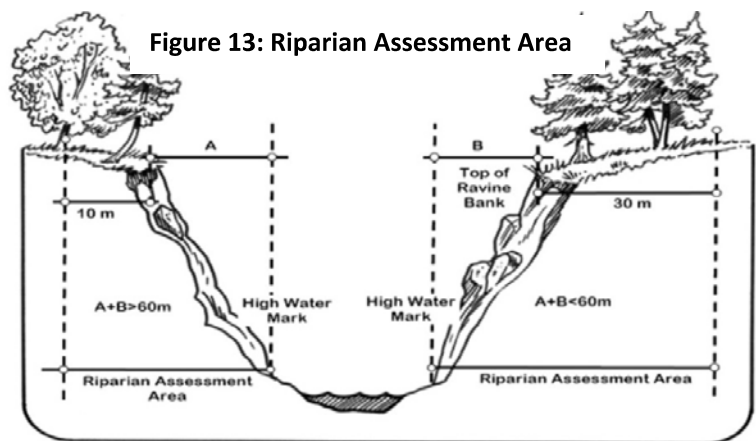 Figure 13: Riparian Assessment Area
A
B
Top of
Ravine
Bank
10 m
30 m
A+B>60m
High Water
Mark
High Water
Mark
A+B<60m
Riparian Assessment
Area
Riparian Assessment Area